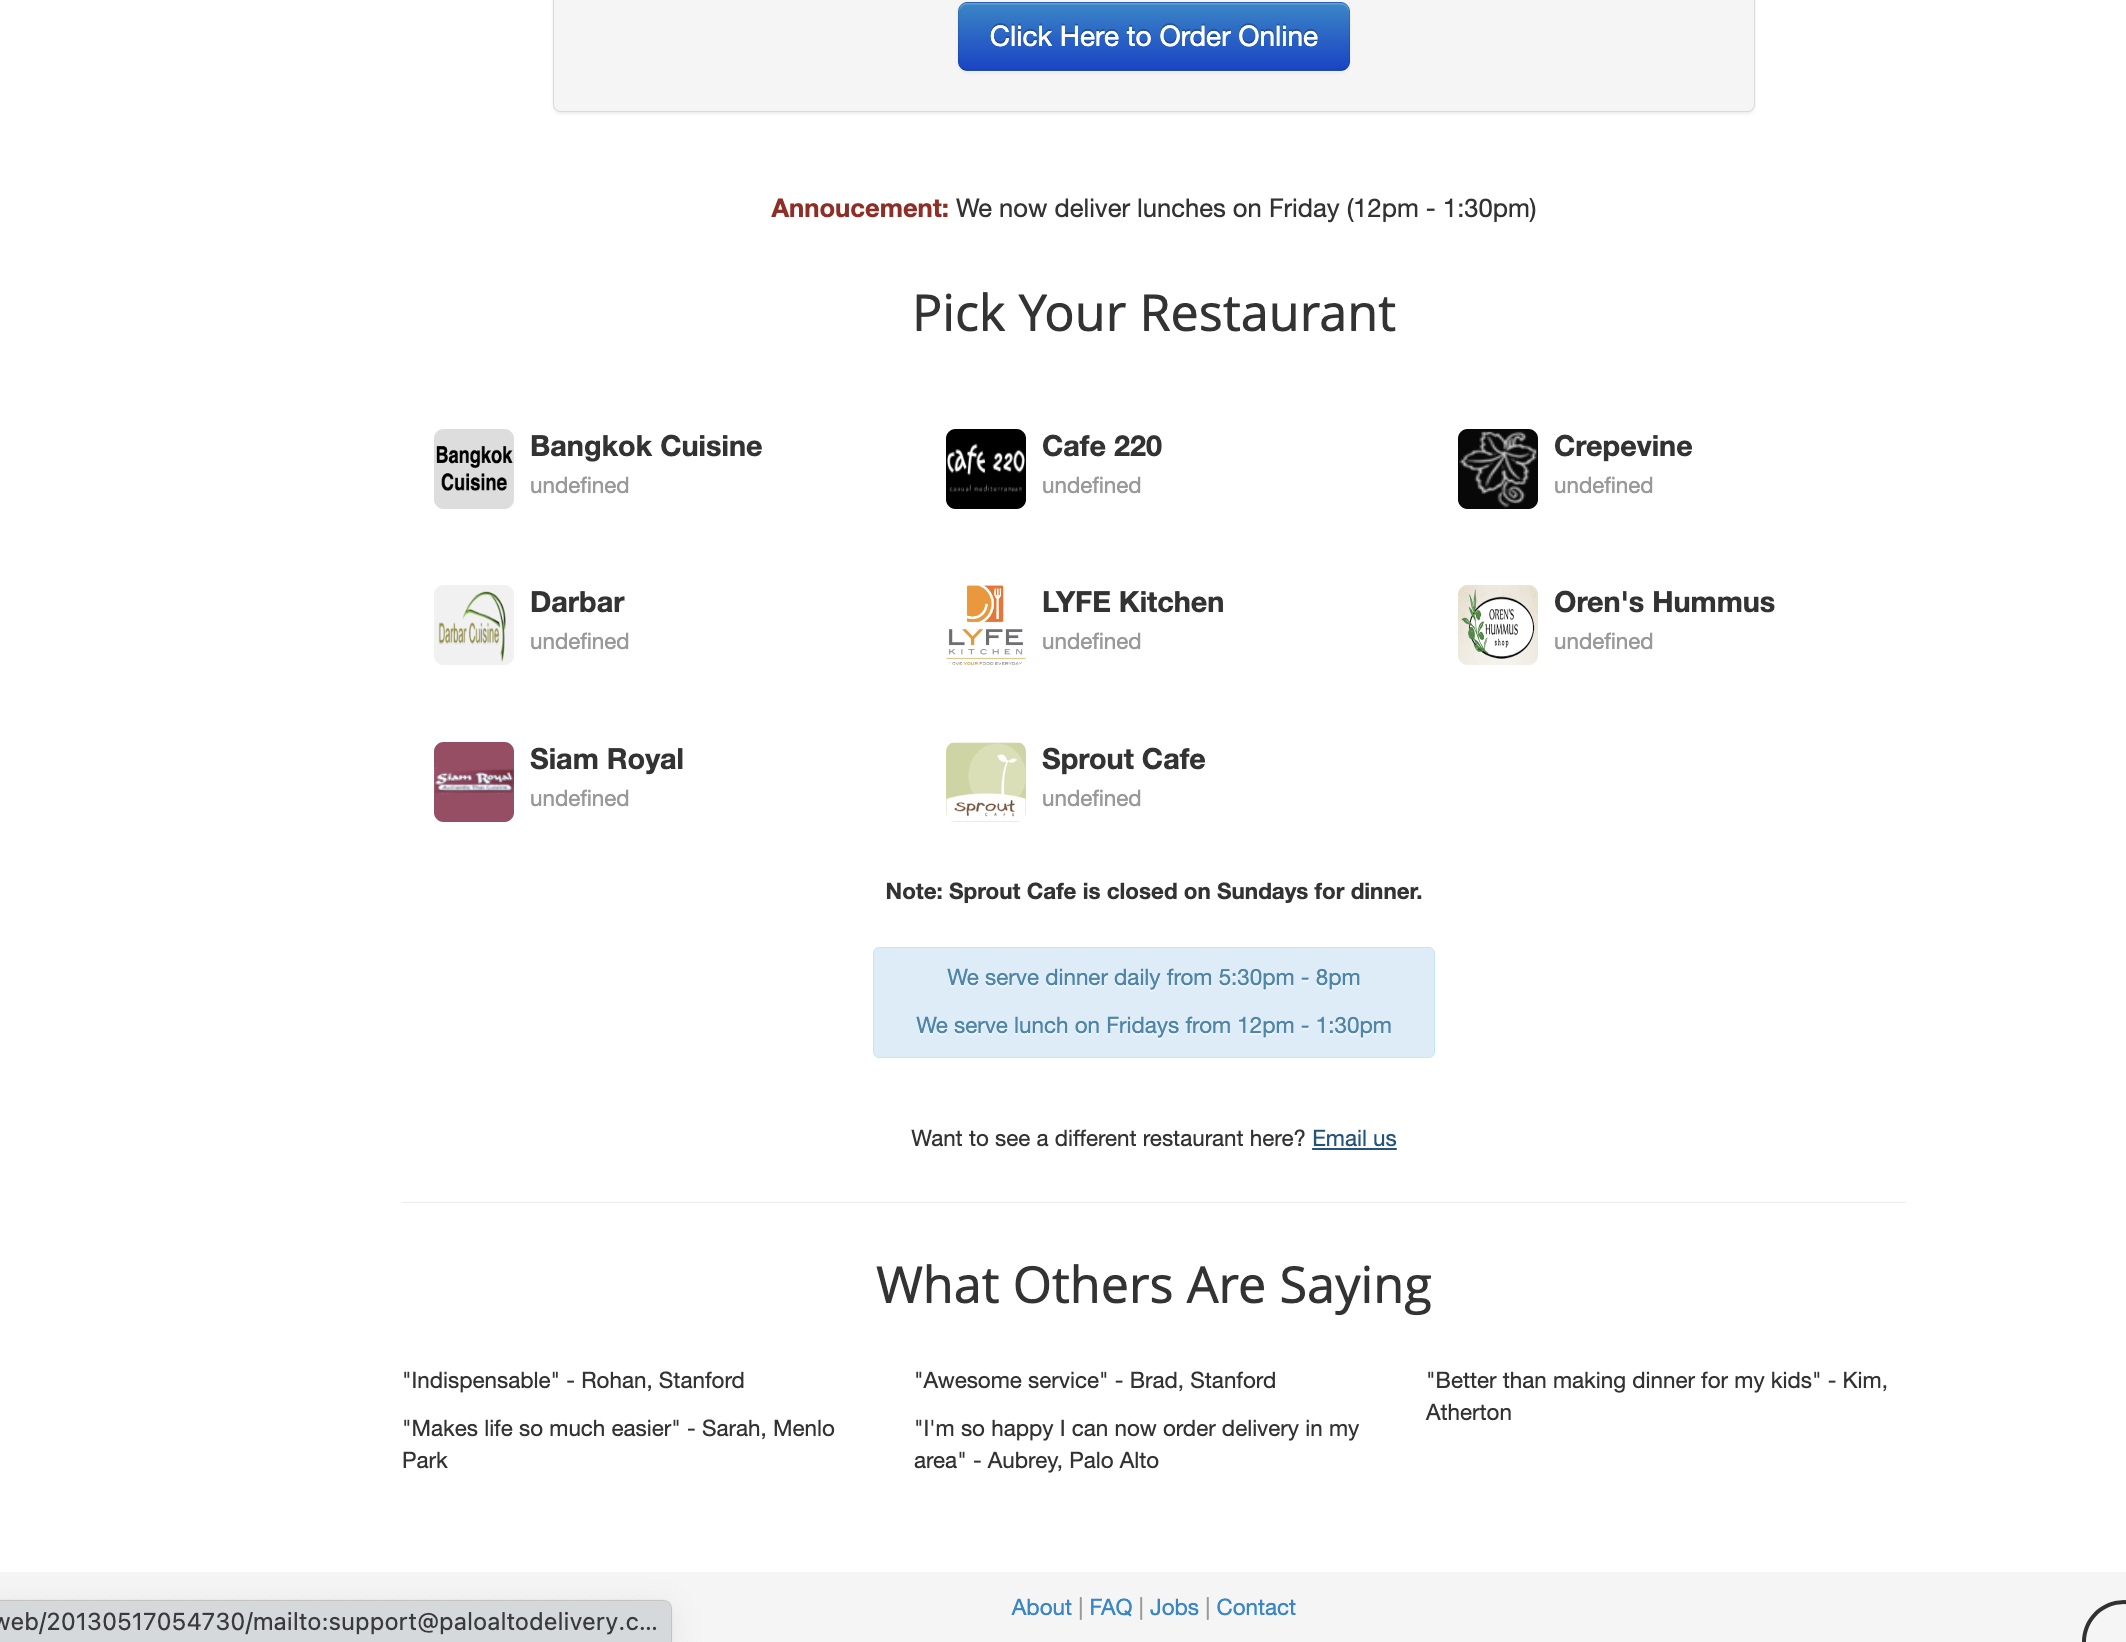 Click Here to Order Online
Annoucement: We now deliver lunches on Friday (12pm - 1:30pm)
Pick Your Restaurant
Bangkok
Cuisine
Bangkok Cuisine
undefined
cafe 220
casual mediterranean
Cafe 220
undefined
Crepevine
undefined
Darbar Cuisine
Darbar
undefined
LYFE
KITCHEN
LYFE Kitchen
undefined
OREN'S
HUMMUS
shop
Oren's Hummus
undefined
Siam Royal
Siam Royal
undefined
sprout
CAFE
Sprout Cafe
undefined
Note: Sprout Cafe is closed on Sundays for dinner.
We serve dinner daily from 5:30pm - 8pm
We serve lunch on Fridays from 12pm - 1:30pm
Want to see a different restaurant here? Email us
What Others Are Saying
"Indispensable" - Rohan, Stanford
"Makes life so much easier" - Sarah, Menlo
Park
"Awesome service" - Brad, Stanford
"I'm so happy I can now order delivery in my
area" - Aubrey, Palo Alto
"Better than making dinner for my kids" - Kim,
Atherton
About | FAQ | Jobs | Contact
web/20130517054730/mailto:support@paloaltodelivery.c...